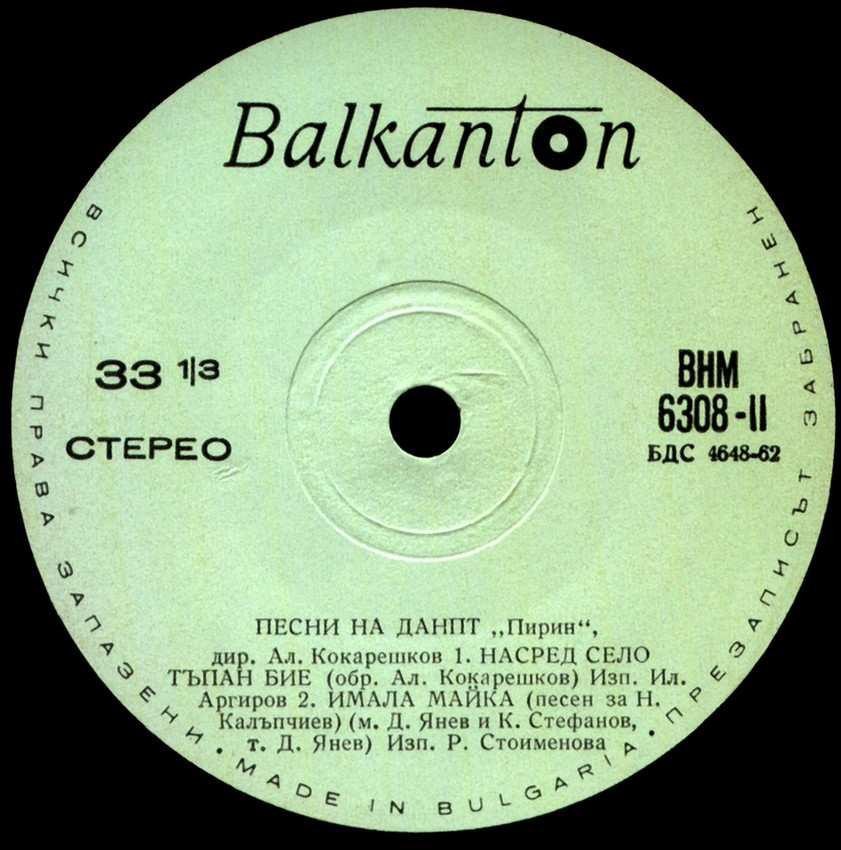 Balkanton
ВСИЧКИ ПРАВА ЗАПАЗЕНИ • MADE IN BULGARIA • ПРЕЗАПИСЪТ ЗАБРАНЕН
33 1|3
СТЕРЕО
ВНМ
6308-II
БДС 4648-62
ПЕСНИ НА ДАНПТ „Пирин“,
дир. Ал. Кокарешков 1. НАСРЕД СЕЛО
ТЪПАН БИЕ (обр. Ал. Кокарешков) Изп. Ил.
Аргиров 2. ИМАЛА МАЙКА (песен за Н.
Калъпчиев) (м. Д. Янев и К. Стефанов,
т. Д. Янев) Изп. Р. Стоименова